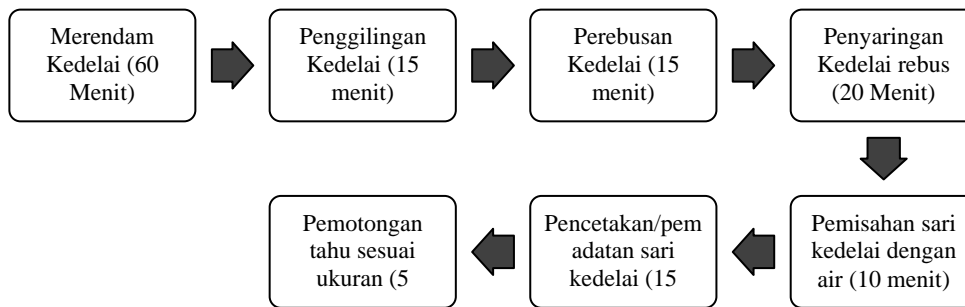 Merendam
Kedelai (60
Menit)
Penggilingan
Kedelai (15
menit)
Perebusan
Kedelai (15
menit)
Penyaringan
Kedelai rebus
(20 Menit)
Pemisahan sari
kedelai dengan
air (10 menit)
Pencetakan/pem
adatan sari
kedelai (15
Pemotongan
tahu sesuai
ukuran (5